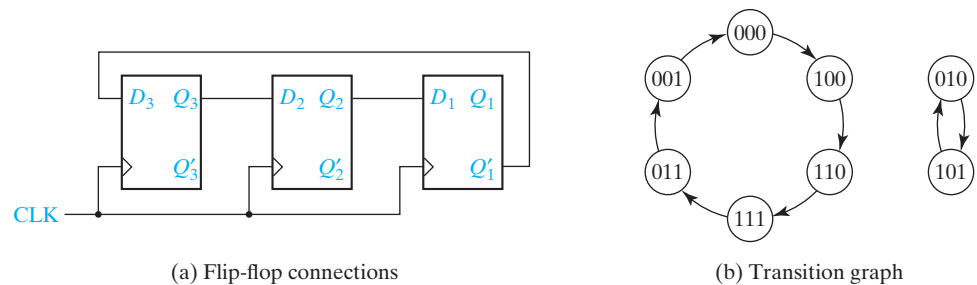 D₃ Q₃ D₂ Q₂ D₁ Q₁
Q′₃ Q′₂ Q′₁
CLK
(a) Flip-flop connections
000
001 100
011 110
111
010
101
(b) Transition graph